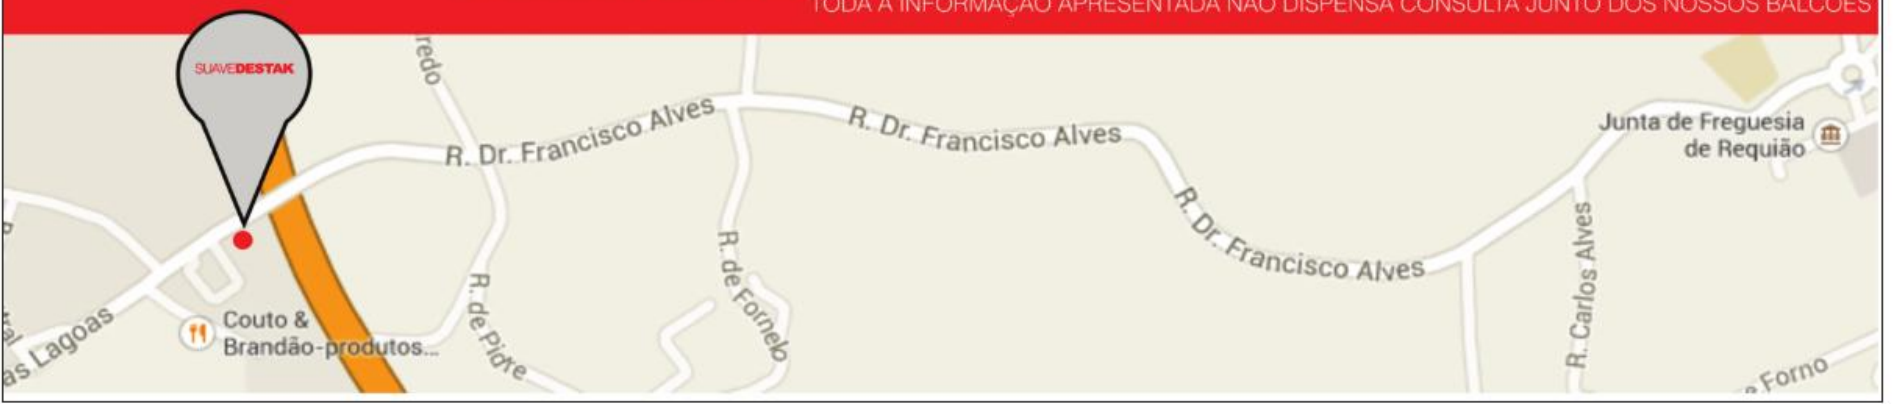 TODA A INFORMAÇÃO APRESENTADA NÃO DISPENSA CONSULTA JUNTO DOS NOSSOS BALCÕES
SUAVEDESTAK
R. Dr. Francisco Alves
R. Dr. Francisco Alves
R. Dr. Francisco Alves
Junta de Freguesia
de Requião
R. de Fornelo
R. Carlos Alves
R. de Pidre
Couto &
Brandão-produtos...
as Lagoas
Forno